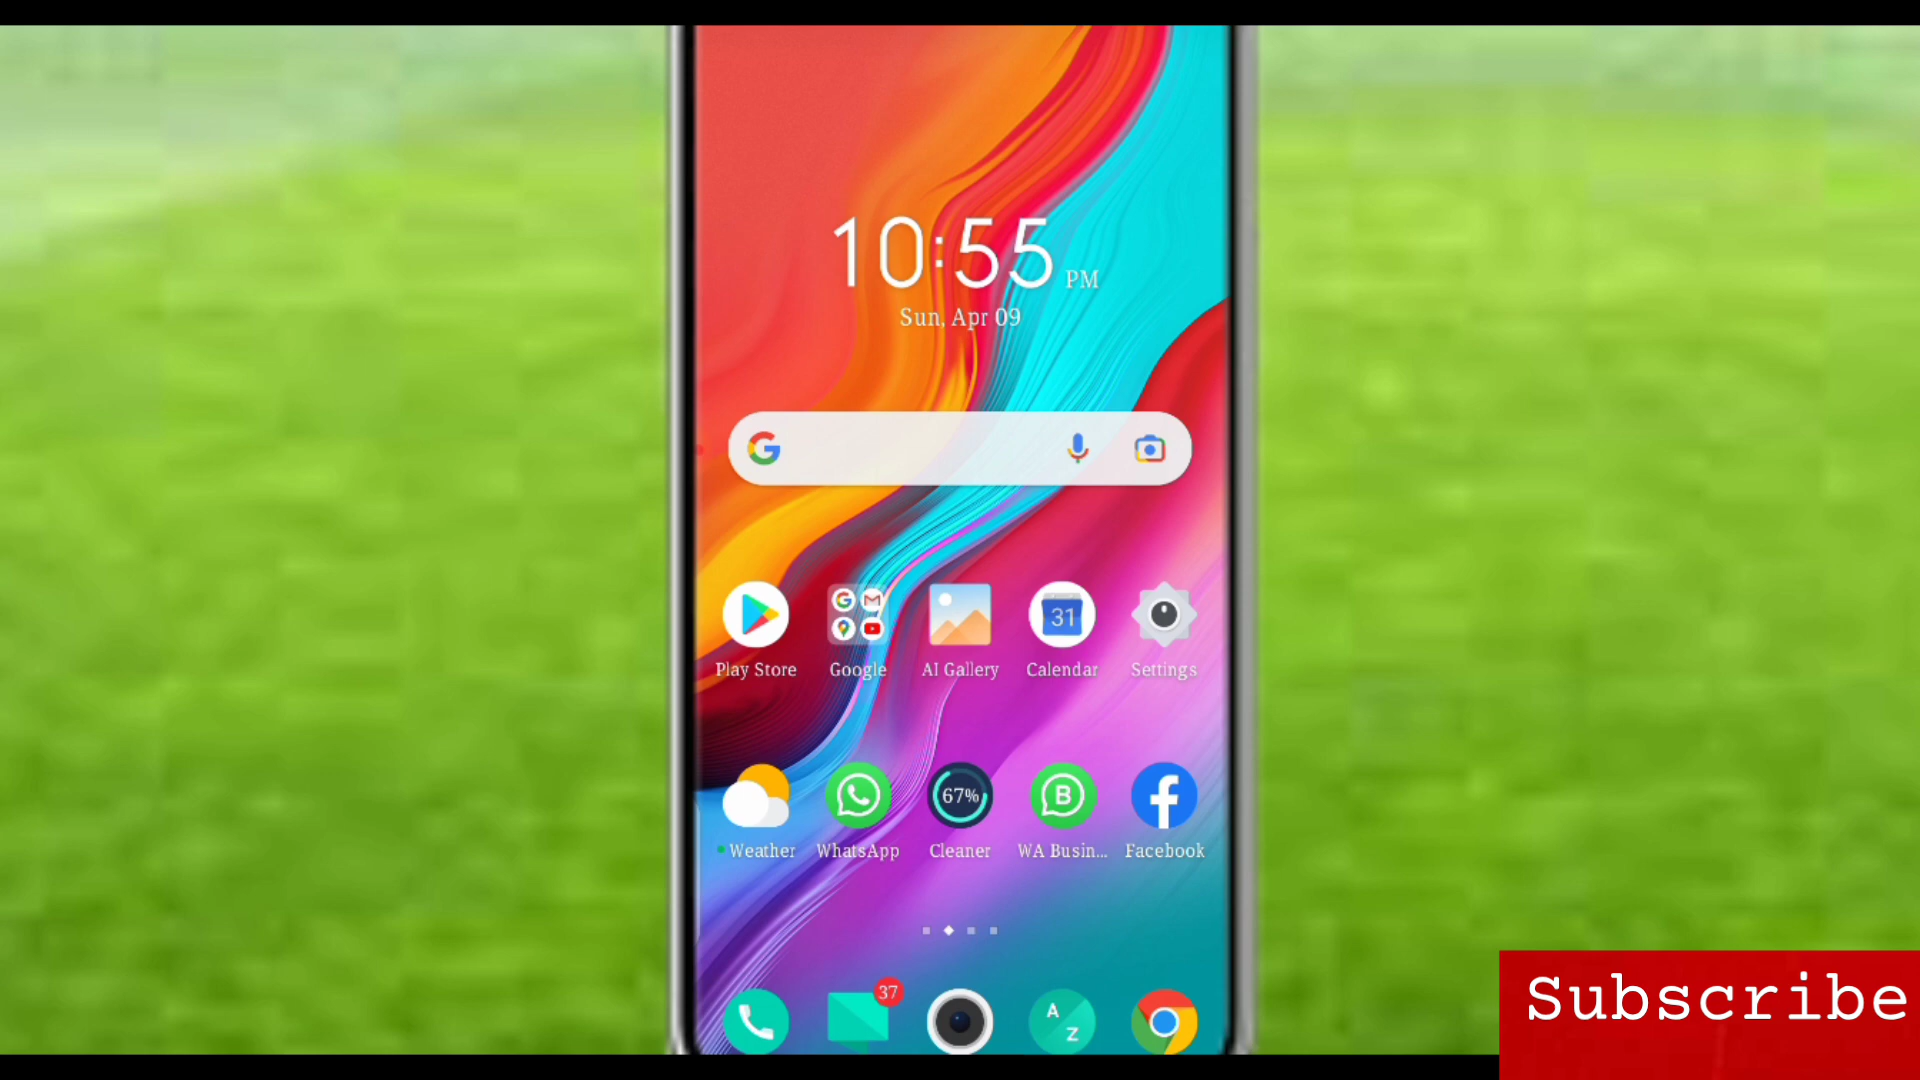 10:55 PM
Sun, Apr 09
G
G
31
Play Store Google AI Gallery Calendar Settings
67% B f
Weather WhatsApp Cleaner WA Busin... Facebook
37
A
Z
Subscribe